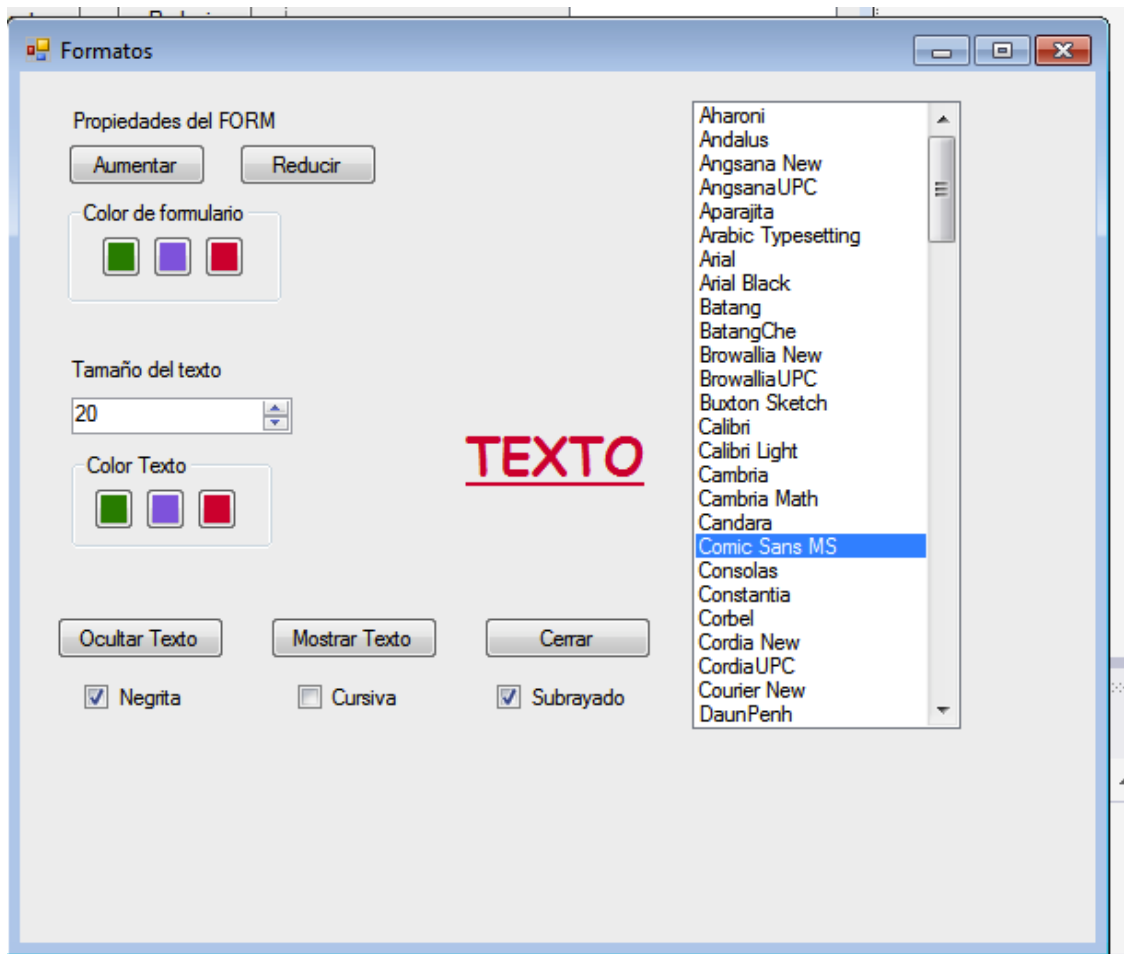 Formatos
Propiedades del FORM
Aumentar
Reducir
Color de formulario
Tamaño del texto
20
Color Texto
TEXTO
Ocultar Texto
Mostrar Texto
Cerrar
Negrita
Cursiva
Subrayado
Aharoni
Andalus
Angsana New
AngsanaUPC
Aparajita
Arabic Typesetting
Arial
Arial Black
Batang
BatangChe
Browallia New
BrowalliaUPC
Buxton Sketch
Calibri
Calibri Light
Cambria
Cambria Math
Candara
Comic Sans MS
Consolas
Constantia
Corbel
Cordia New
CordiaUPC
Courier New
DaunPenh